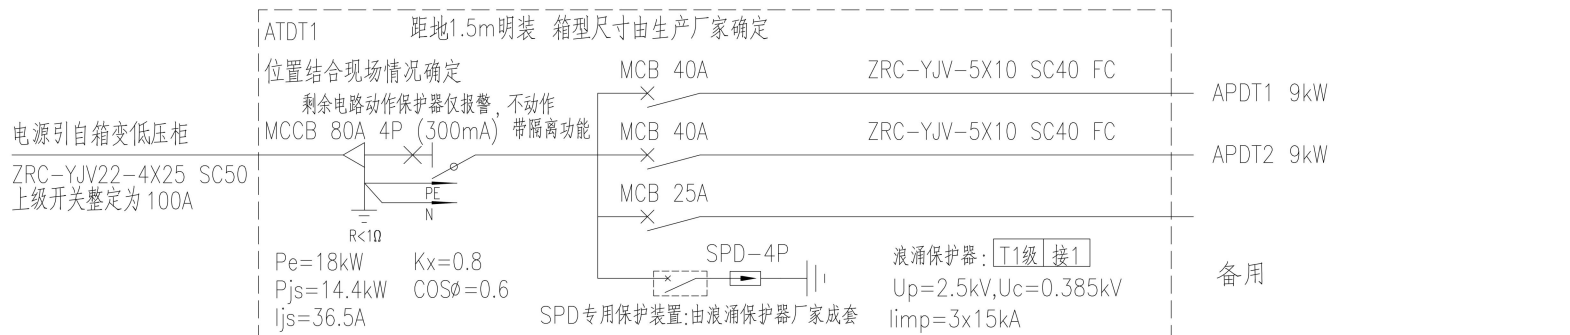 ATDT1 距地1.5m明装 箱型尺寸由生产厂家确定
位置结合现场情况确定
剩余电路动作保护器仅报警,不动作
MCCB 80A 4P (300mA) 带隔离功能
电源引自箱变低压柜
ZRC-YJV22-4X25 SC50
上级开关整定为100A
PE
N
R<1Ω
MCB 40A ZRC-YJV-5X10 SC40 FC
APDT1 9kW
MCB 40A ZRC-YJV-5X10 SC40 FC
APDT2 9kW
MCB 25A
备用
Pe=18kW Kx=0.8
Pjs=14.4kW COSø=0.6
Ijs=36.5A
SPD-4P
SPD专用保护装置:由浪涌保护器厂家成套
浪涌保护器: T1级 接1
Up=2.5kV,Uc=0.385kV
Iimp=3x15kA